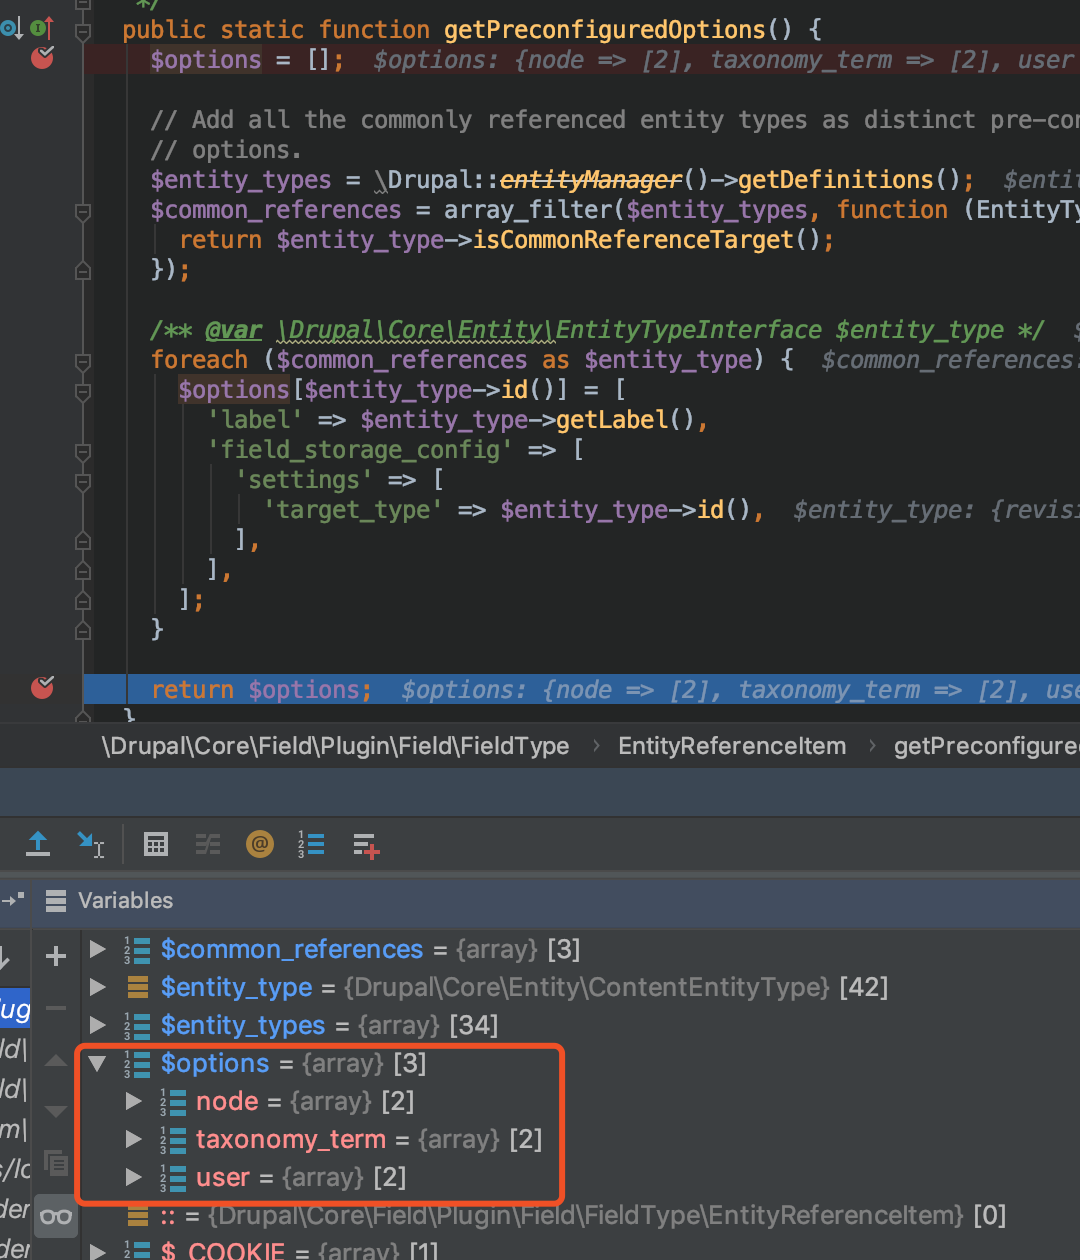 */
public static function getPreconfiguredOptions() {
$options = []; $options: {node => [2], taxonomy_term => [2], user
// Add all the commonly referenced entity types as distinct pre-con
// options.
$entity_types = \Drupal::entityManager()->getDefinitions(); $entit
$common_references = array_filter($entity_types, function (EntityTy
return $entity_type->isCommonReferenceTarget();
});
/** @var \Drupal\Core\Entity\EntityTypeInterface $entity_type */ $
foreach ($common_references as $entity_type) { $common_references:
$options[$entity_type->id()] = [
'label' => $entity_type->getLabel(),
'field_storage_config' => [
'settings' => [
'target_type' => $entity_type->id(), $entity_type: {revisi
],
],
];
}
return $options; $options: {node => [2], taxonomy_term => [2], use
}
\Drupal\Core\Field\Plugin\Field\FieldType › EntityReferenceItem › getPreconfigured
Variables
$common_references = {array} [3]
$entity_type = {Drupal\Core\Entity\ContentEntityType} [42]
$entity_types = {array} [34]
$options = {array} [3]
node = {array} [2]
taxonomy_term = {array} [2]
user = {array} [2]
:: = {Drupal\Core\Field\Plugin\Field\FieldType\EntityReferenceItem} [0]
$_COOKIE = {array} [1]